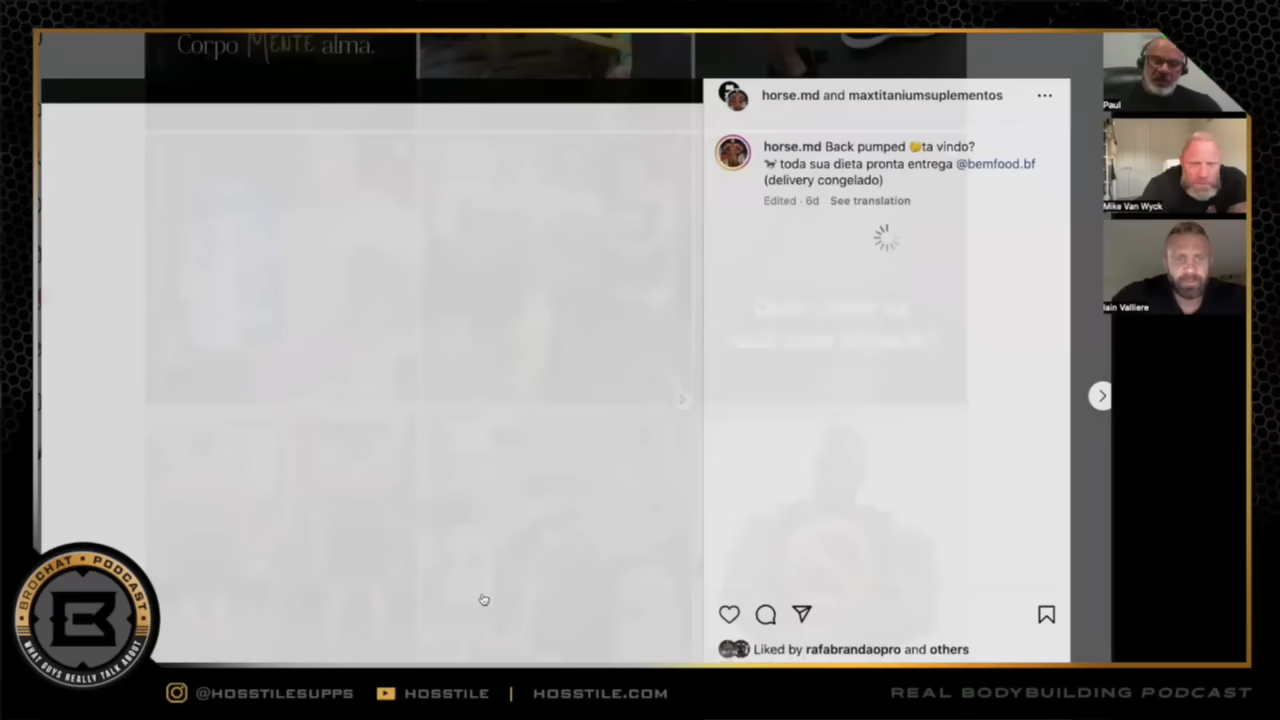 Corpo MENTE alma.
horse.md and maxtitaniumsuplementos
horse.md Back pumped 🥴ta vindo?
🐎 toda sua dieta pronta entrega @bemfood.bf
(delivery congelado)
Edited · 6d See translation
Liked by rafabrandaopro and others
Paul
Mike Van Wyck
Iain Valliere
BROCHAT • PODCAST
WHAT GUYS REALLY TALK ABOUT
@HOSSTILESUPPS HOSSTILE | HOSSTILE.COM
REAL BODYBUILDING PODCAST